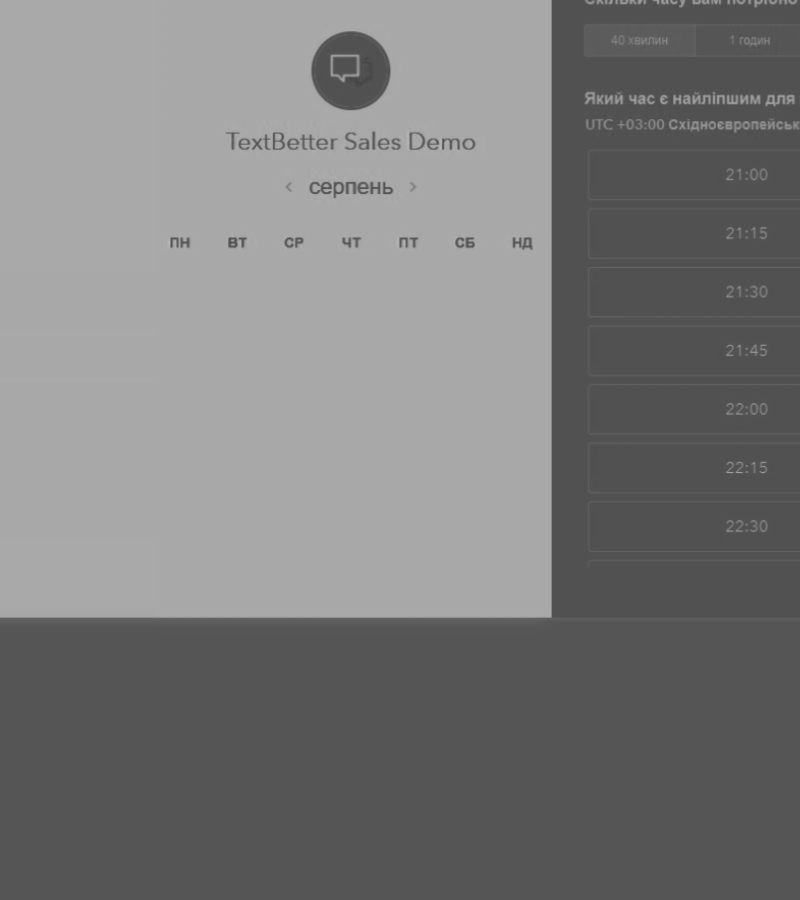 TextBetter Sales Demo
серпень
ПН ВТ СР ЧТ ПТ СБ НД
Скільки часу вам потрібно
40 хвилин 1 годин
Який час є найліпшим для
UTC +03:00 Східноєвропейськ
21:00
21:15
21:30
21:45
22:00
22:15
22:30